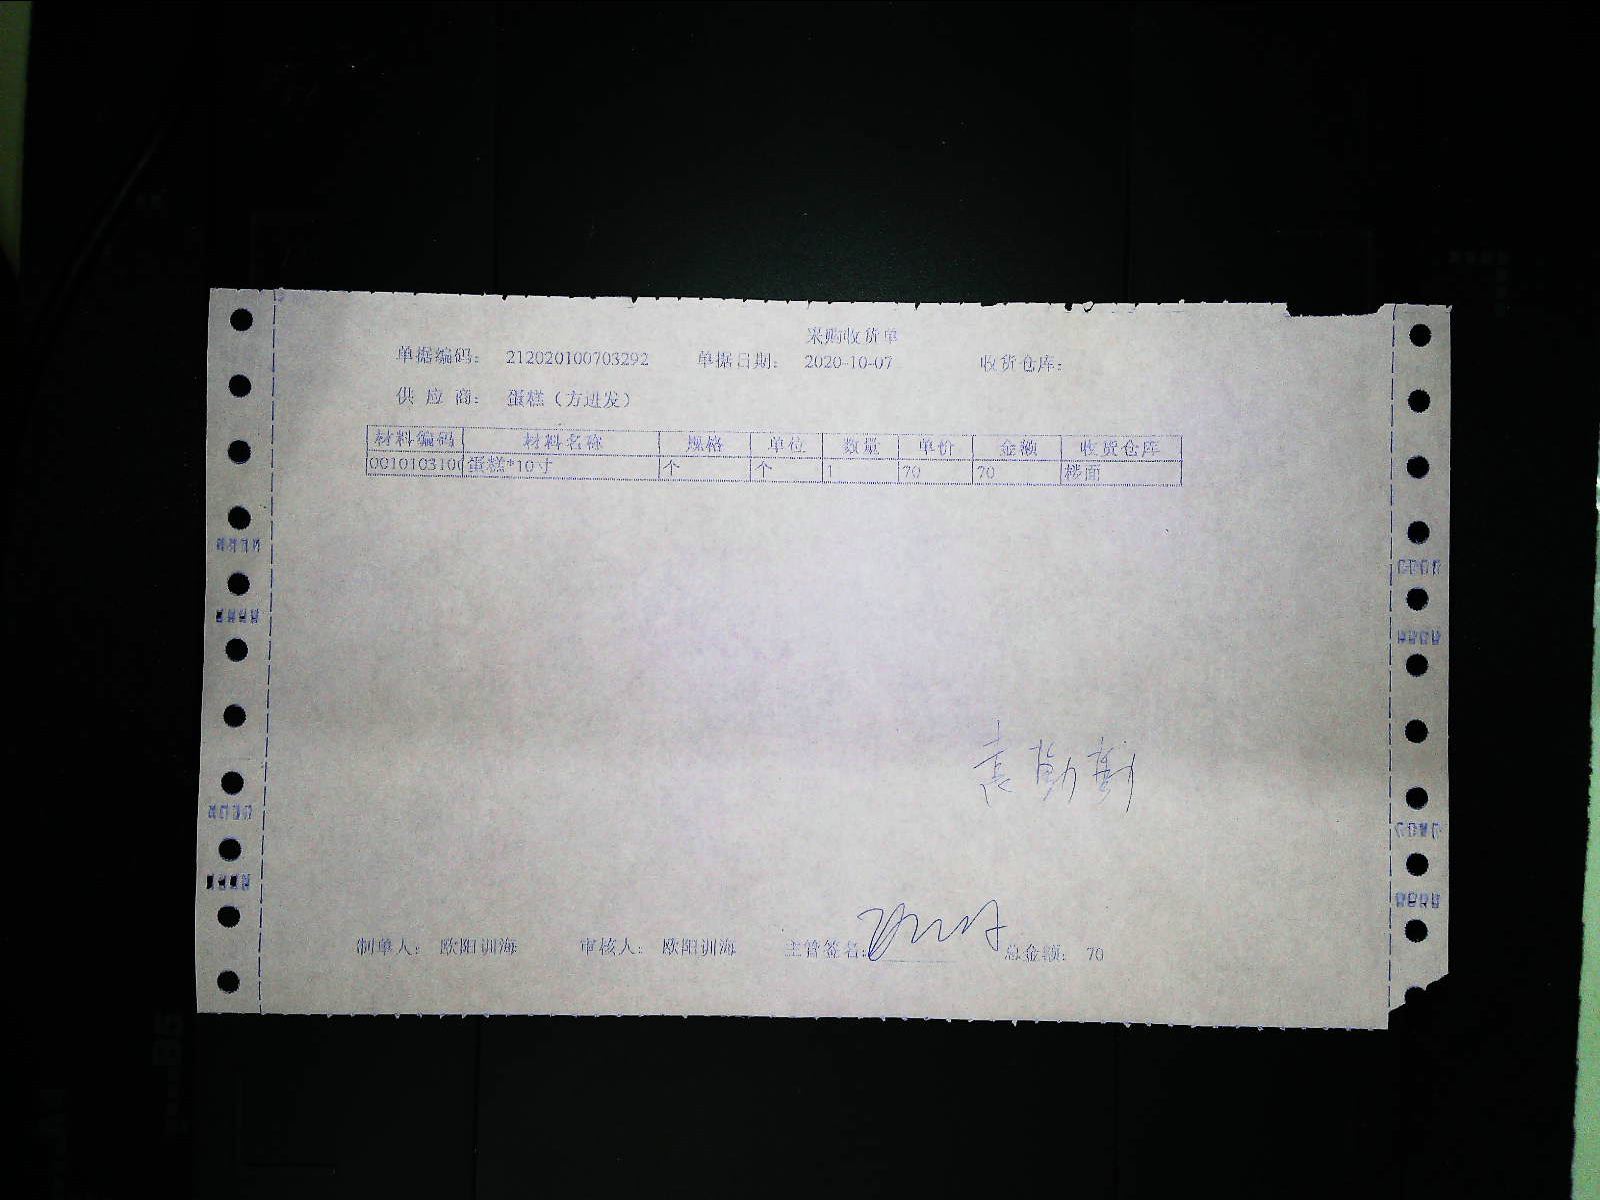 采购收货单
单据编码： 212020100703292 单据日期： 2020-10-07 收货仓库：
供 应 商： 蛋糕（方进发）
材料编码 材料名称 规格 单位 数量 单价 金额 收货仓库
0010103100 蛋糕*10寸 个 个 1 70 70 楼面
制单人： 欧阳训海 审核人： 欧阳训海 主管签名： 总金额： 70